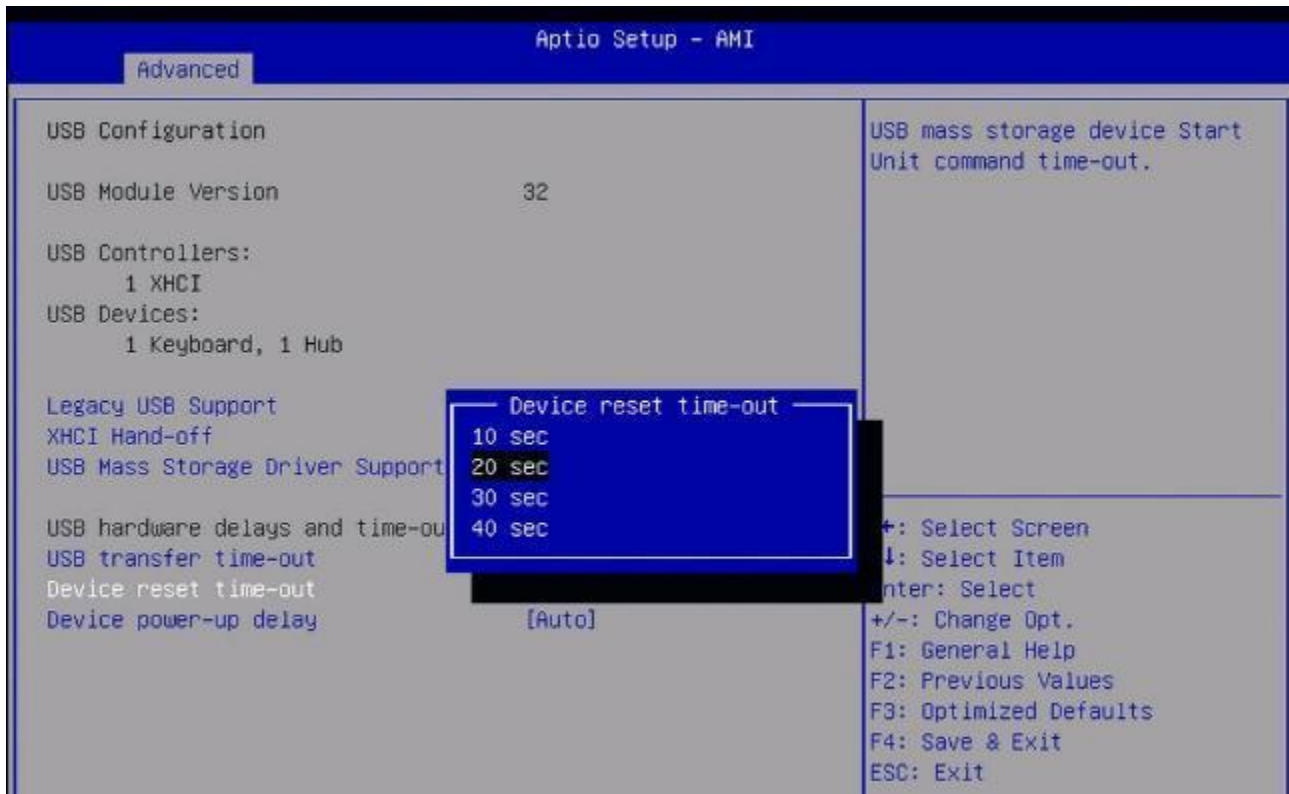 Aptio Setup – AMI
Advanced
USB Configuration
USB Module Version 32
USB Controllers:
1 XHCI
USB Devices:
1 Keyboard, 1 Hub
Legacy USB Support
XHCI Hand-off
USB Mass Storage Driver Support
USB hardware delays and time-ou
USB transfer time-out
Device reset time-out
Device power-up delay [Auto]
Device reset time-out
10 sec
20 sec
30 sec
40 sec
USB mass storage device Start
Unit command time-out.
: Select Screen
↓: Select Item
nter: Select
+/-: Change Opt.
F1: General Help
F2: Previous Values
F3: Optimized Defaults
F4: Save & Exit
ESC: Exit